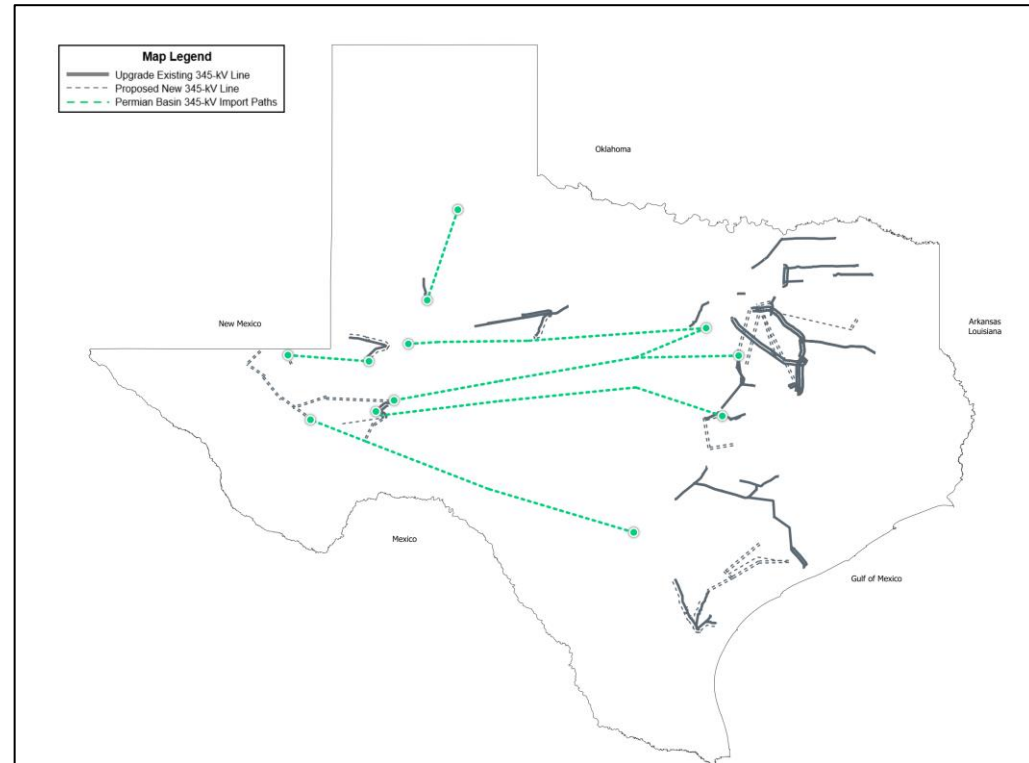 Map Legend
Upgrade Existing 345-kV Line
Proposed New 345-kV Line
Permian Basin 345-kV Import Paths
Oklahoma
New Mexico
Arkansas
Louisiana
Mexico
Gulf of Mexico